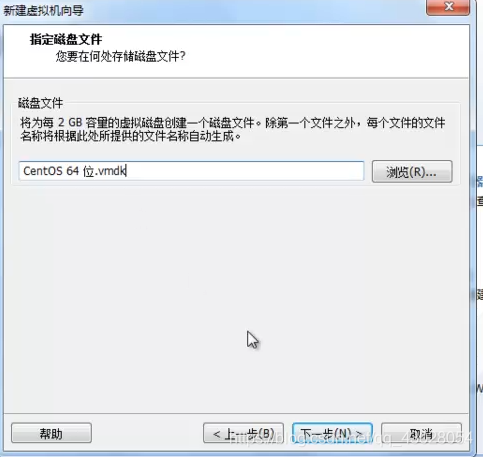 新建虚拟机向导
指定磁盘文件
您要在何处存储磁盘文件?
磁盘文件
将为每 2 GB 容量的虚拟磁盘创建一个磁盘文件。除第一个文件之外，每个文件的文件
名称将根据此处所提供的文件名称自动生成。
CentOS 64 位.vmdk
浏览(R)...
帮助
< 上一步(B)
下一步(N) >
取消